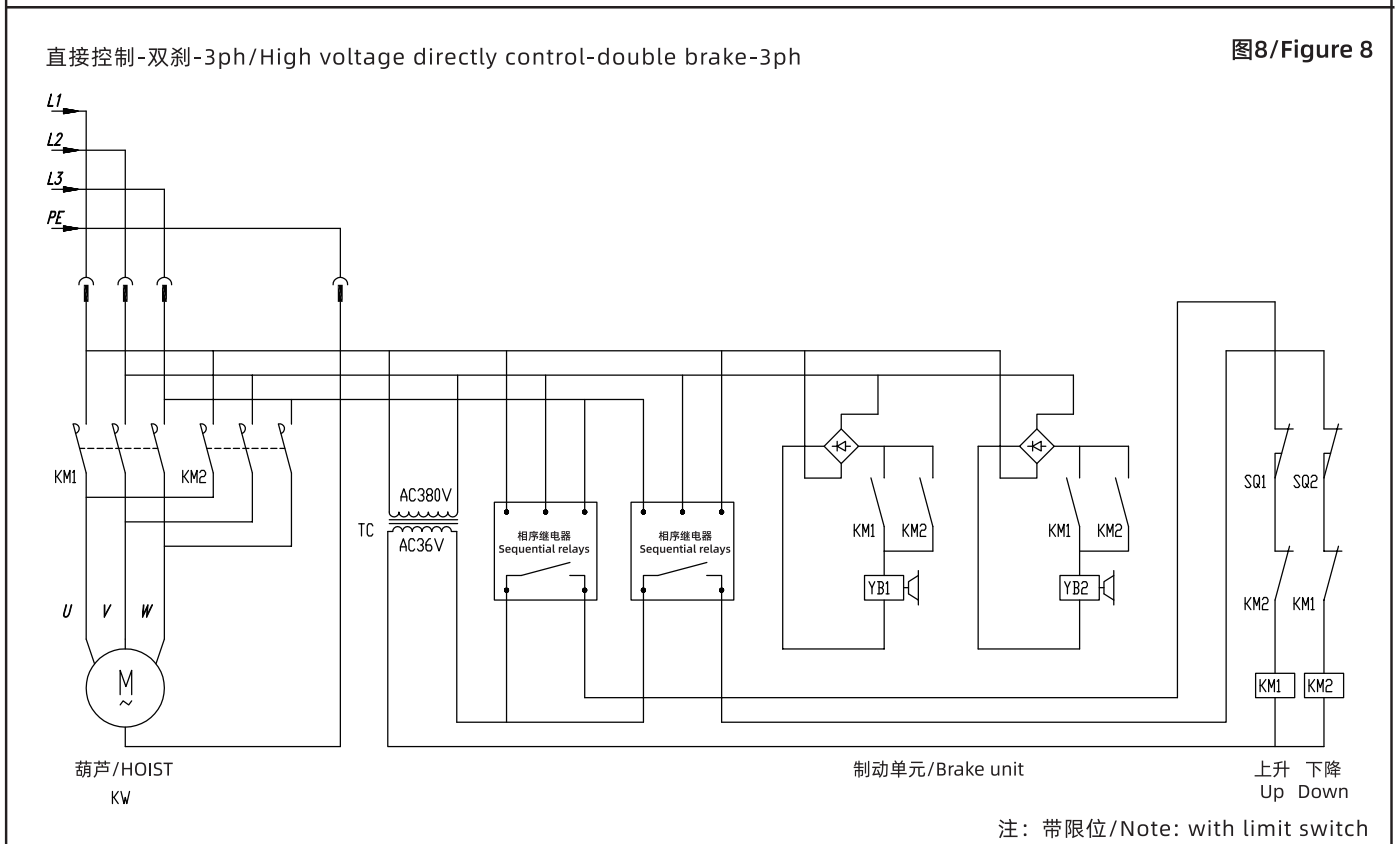 直接控制-双刹-3ph/High voltage directly control-double brake-3ph
图8/Figure 8
L1
L2
L3
PE
KM1
KM2
TC
AC380V
AC36V
相序继电器
Sequential relays
相序继电器
Sequential relays
KM1
KM2
YB1
KM1
KM2
YB2
SQ1
SQ2
KM2
KM1
KM1
KM2
U V W
M
~
葫芦/HOIST
KW
制动单元/Brake unit
上升 下降
Up Down
注：带限位/Note: with limit switch